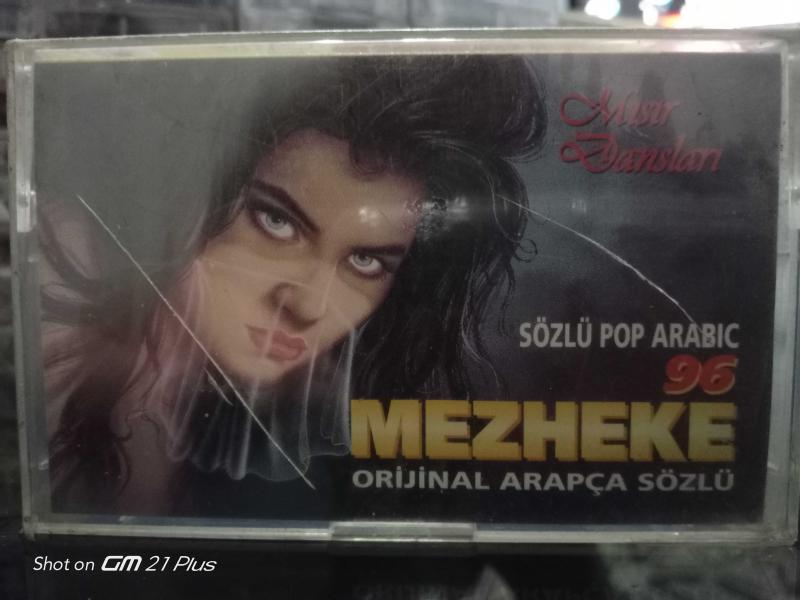 Mısır
Dansları
SÖZLÜ POP ARABIC
96
MEZHEKE
ORİJİNAL ARAPÇA SÖZLÜ
Shot on GM 21 Plus